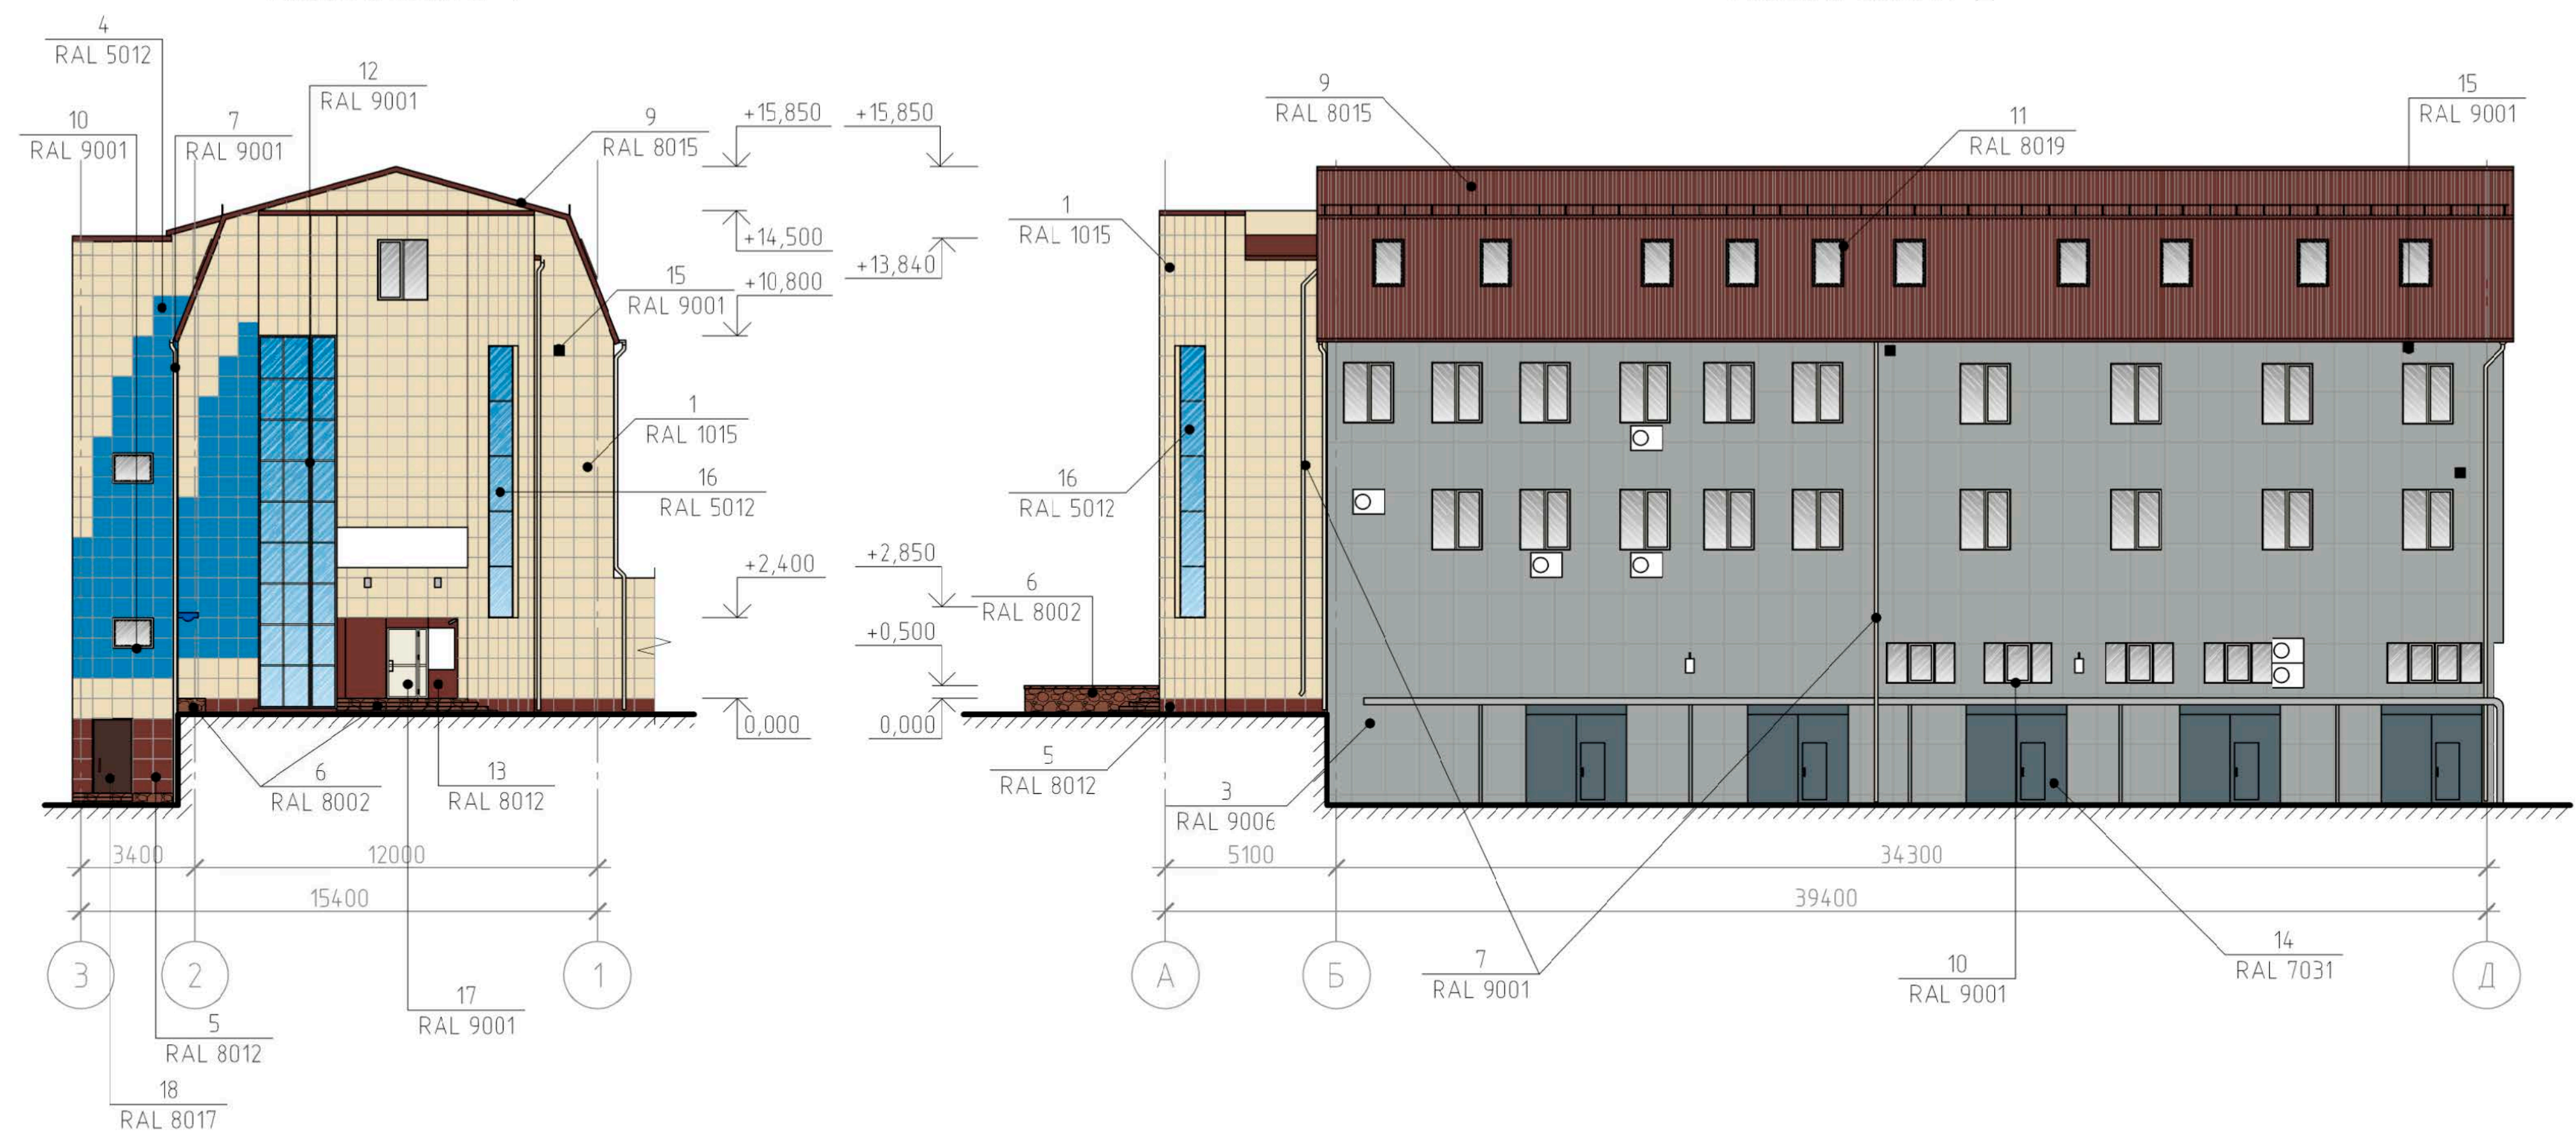 4
RAL 5012
12
RAL 9001
10
RAL 9001
7
RAL 9001
9
RAL 8015
+15,850
+14,500
15
RAL 9001
+10,800
1
RAL 1015
16
RAL 5012
+2,400
0,000
6
RAL 8002
13
RAL 8012
3400
12000
15400
3
2
1
17
RAL 9001
5
RAL 8012
18
RAL 8017
+15,850
+13,840
+2,850
+0,500
0,000
9
RAL 8015
11
RAL 8019
15
RAL 9001
1
RAL 1015
16
RAL 5012
6
RAL 8002
5
RAL 8012
3
RAL 9006
5100
34300
39400
А
Б
Д
7
RAL 9001
10
RAL 9001
14
RAL 7031